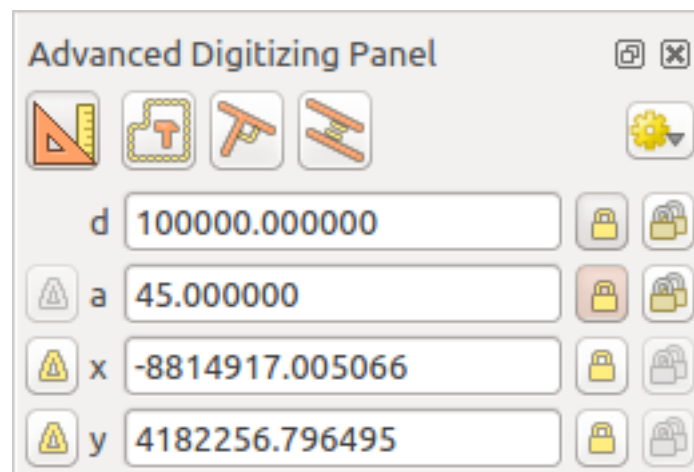 Advanced Digitizing Panel
d 100000.000000
a 45.000000
x -8814917.005066
y 4182256.796495